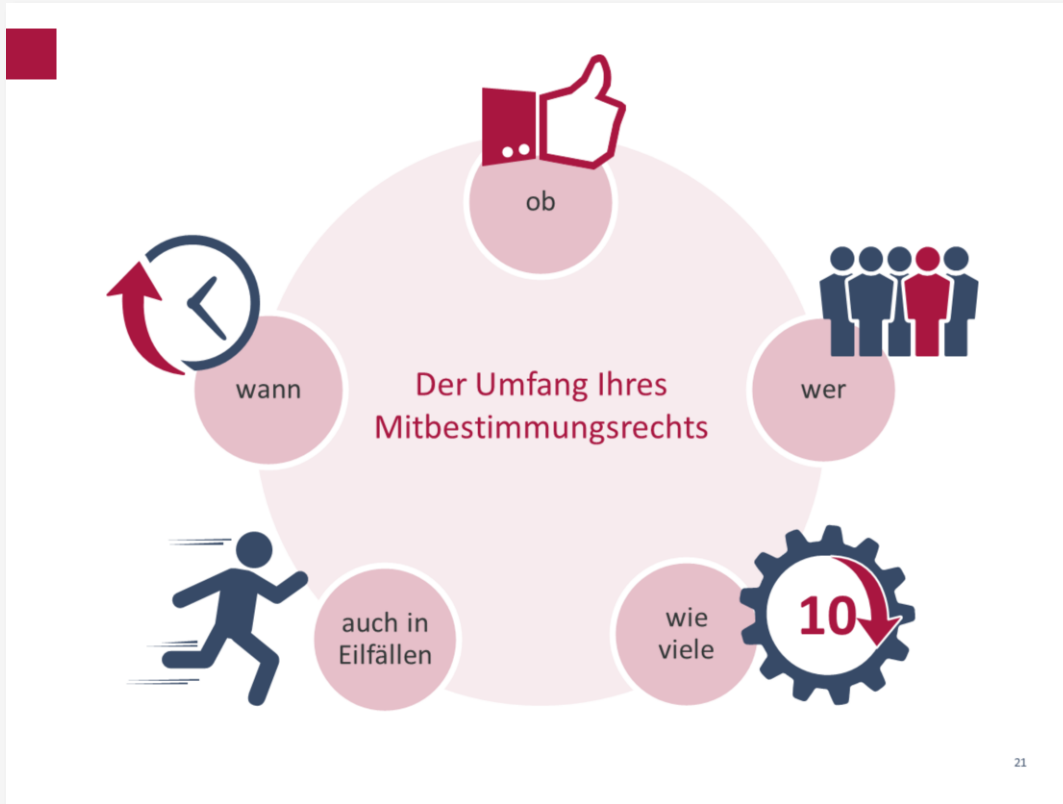 ob
wer
wie
viele
auch in
Eilfällen
wann
Der Umfang Ihres
Mitbestimmungsrechts
10
21